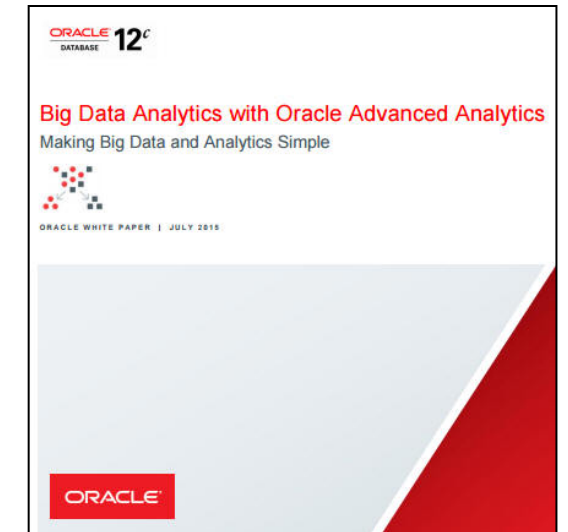 ORACLE
DATABASE 12c
Big Data Analytics with Oracle Advanced Analytics
Making Big Data and Analytics Simple
ORACLE WHITE PAPER | JULY 2015
ORACLE